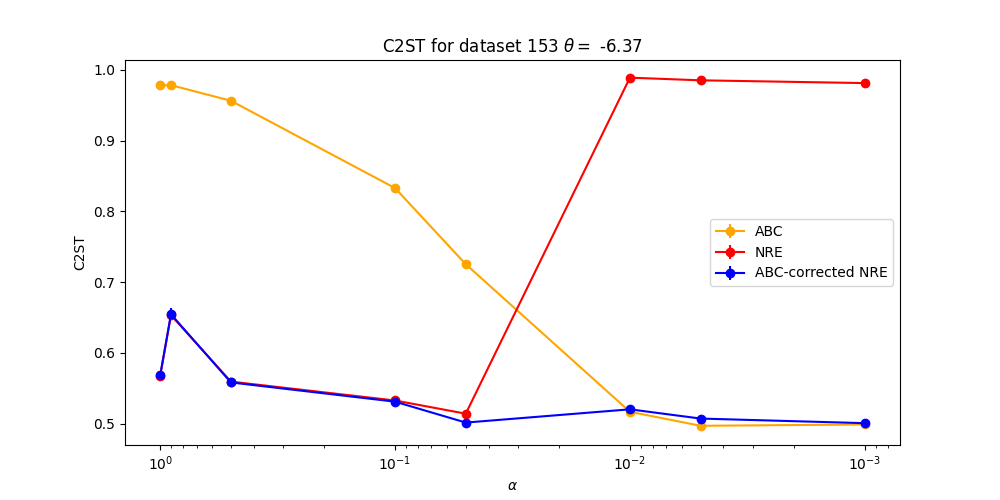 C2ST for dataset 153 θ = -6.37
C2ST
1.0
0.9
0.8
0.7
0.6
0.5
ABC
NRE
ABC-corrected NRE
10⁰
10⁻¹
10⁻²
10⁻³
α